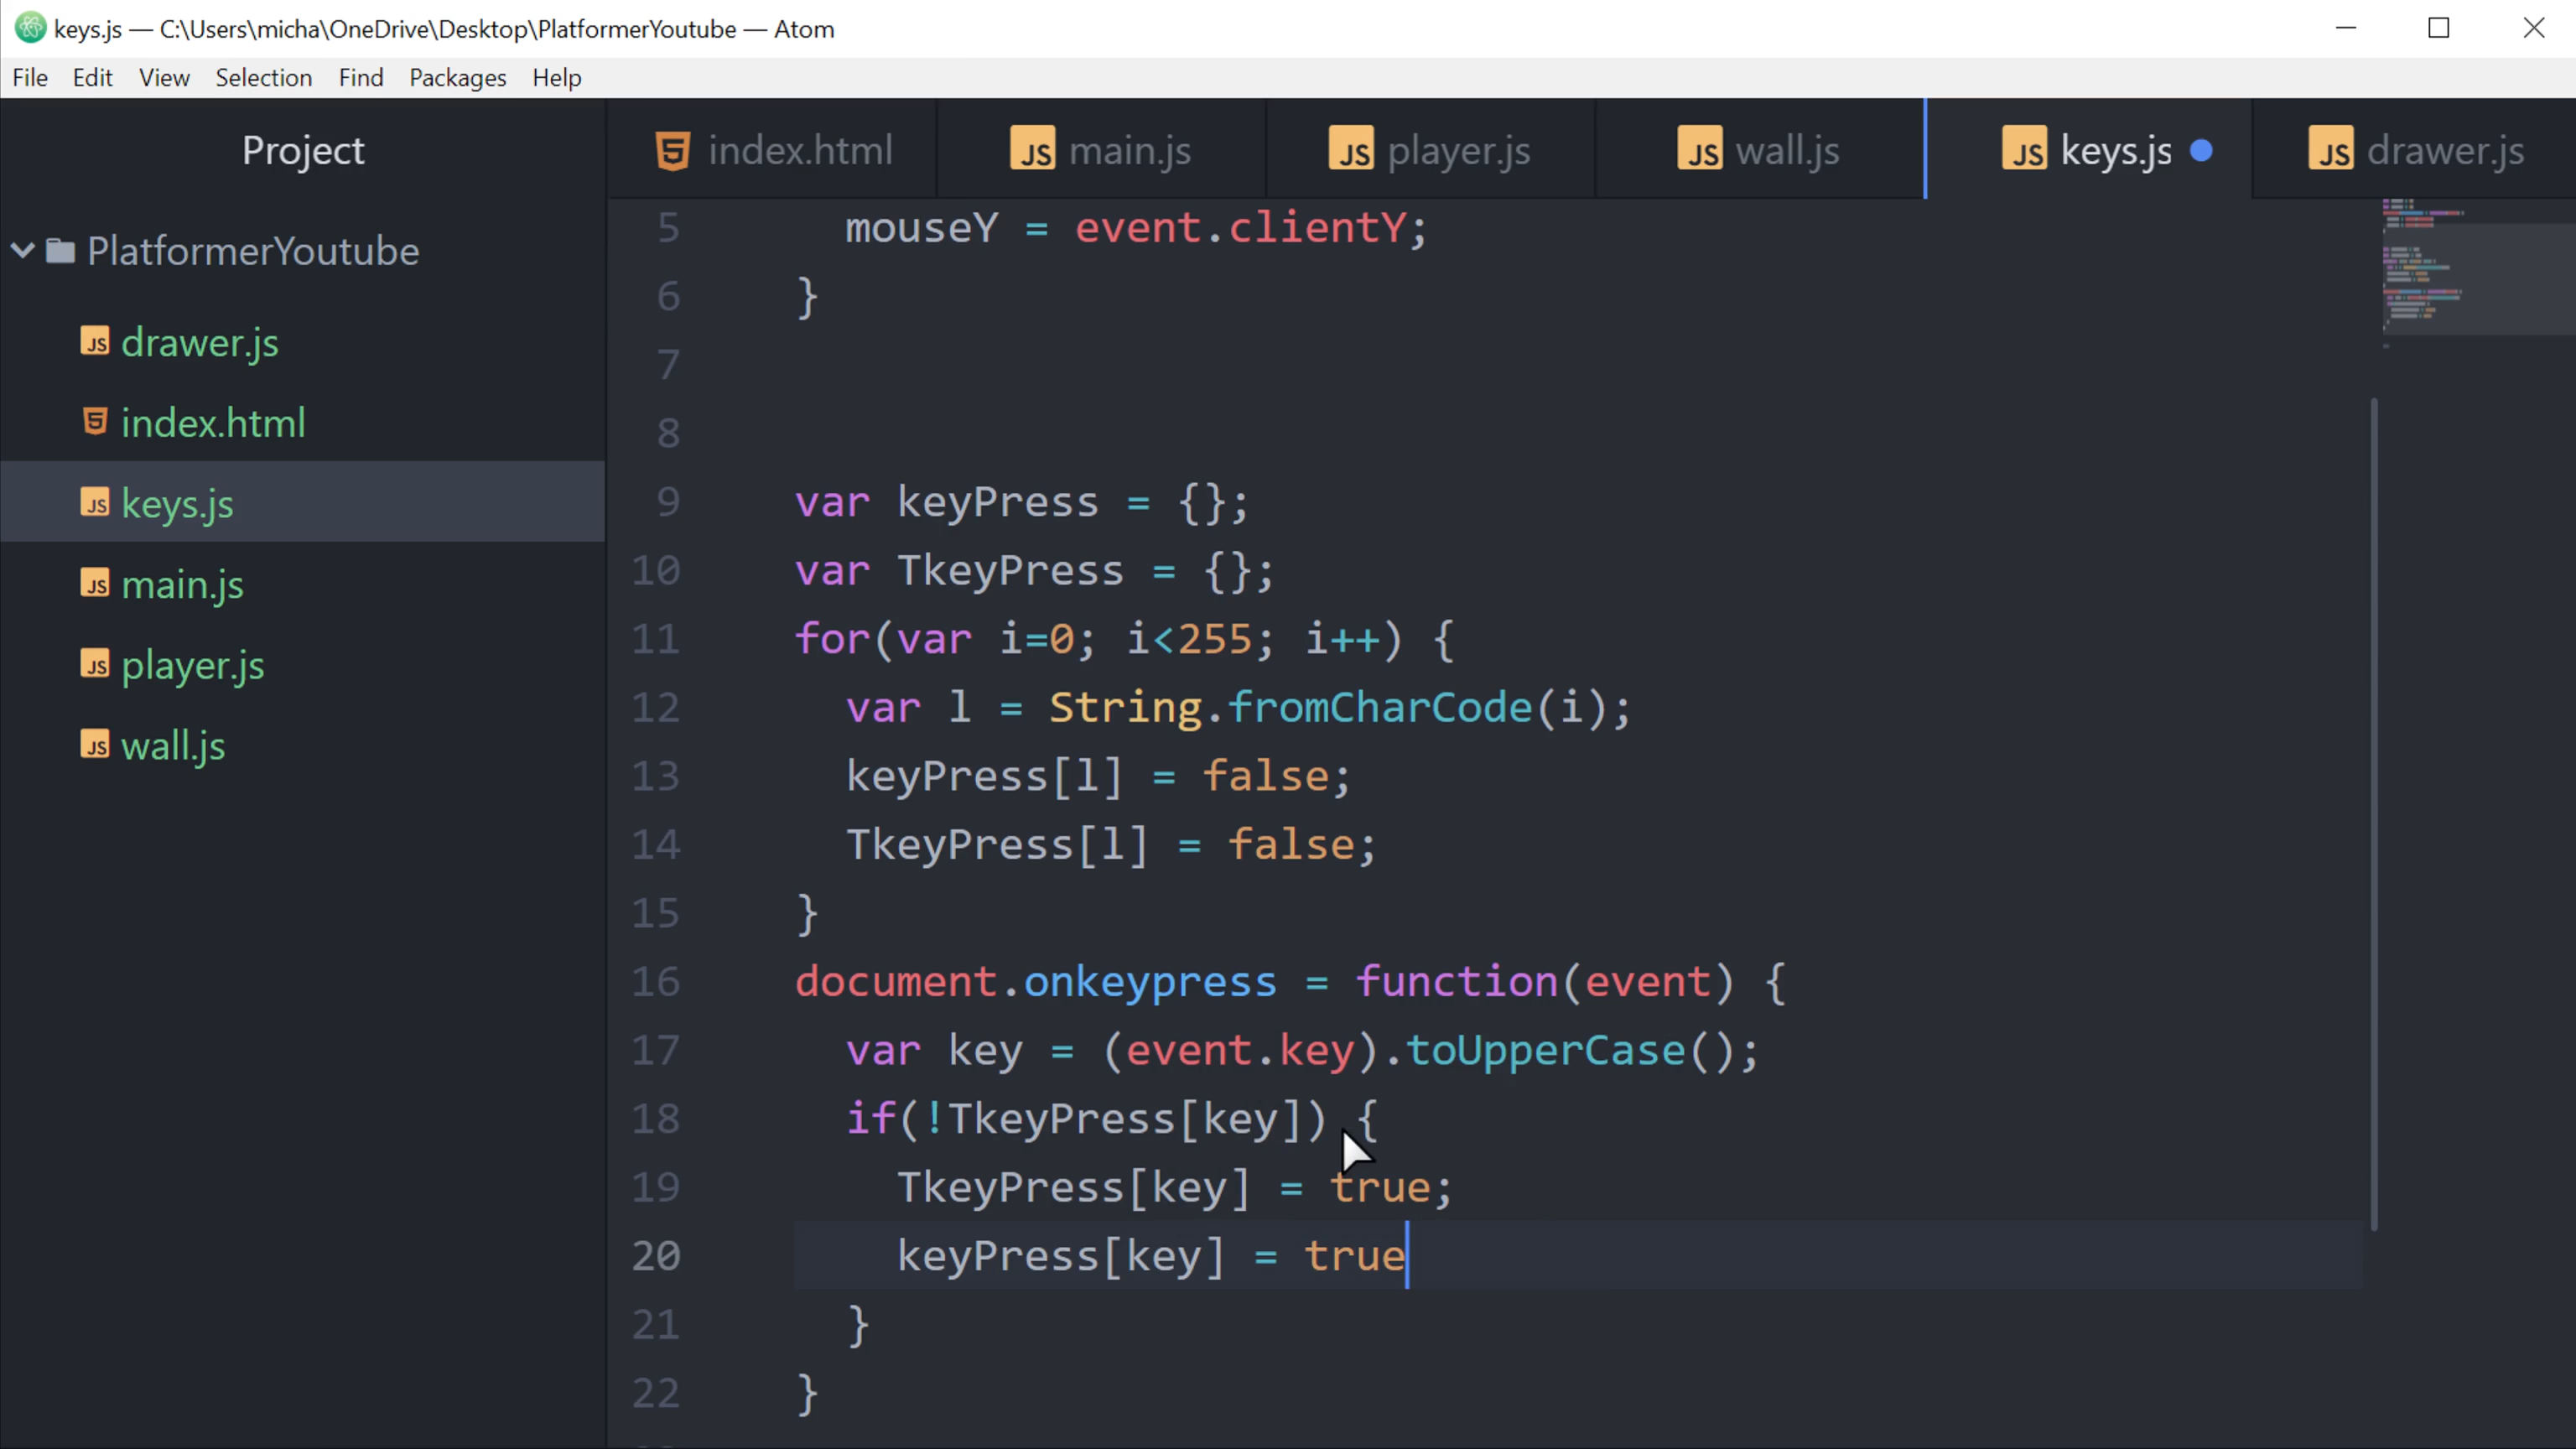 keys.js — C:\Users\micha\OneDrive\Desktop\PlatformerYoutube — Atom
File Edit View Selection Find Packages Help
Project
PlatformerYoutube
drawer.js
index.html
keys.js
main.js
player.js
wall.js
index.html main.js player.js wall.js keys.js drawer.js
5 mouseY = event.clientY;
6 }
7
8
9 var keyPress = {};
10 var TkeyPress = {};
11 for(var i=0; i<255; i++) {
12 var l = String.fromCharCode(i);
13 keyPress[l] = false;
14 TkeyPress[l] = false;
15 }
16 document.onkeypress = function(event) {
17 var key = (event.key).toUpperCase();
18 if(!TkeyPress[key]) {
19 TkeyPress[key] = true;
20 keyPress[key] = true
21 }
22 }